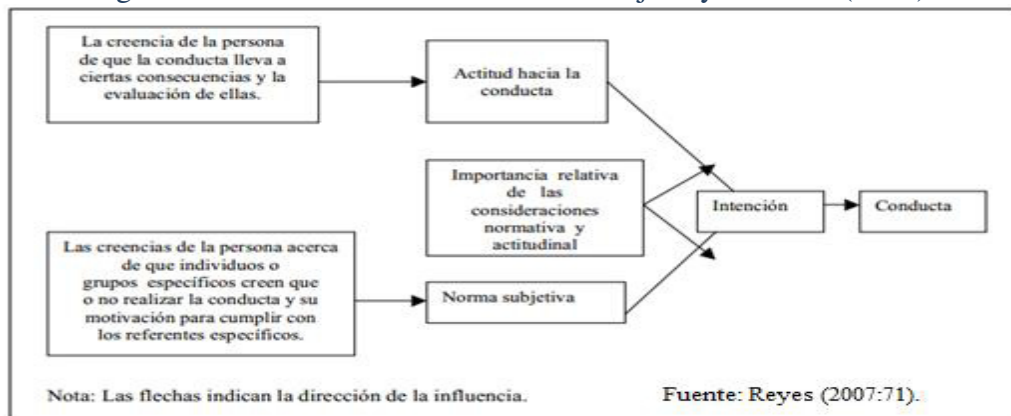 La creencia de la persona
de que la conducta lleva a
ciertas consecuencias y la
evaluación de ellas.
Actitud hacia la
conducta
Importancia relativa
de las
consideraciones
normativa y
actitudinal
Intención
Conducta
Las creencias de la persona acerca
de que individuos o
grupos específicos creen que
o no realizar la conducta y su
motivación para cumplir con
los referentes específicos.
Norma subjetiva
Nota: Las flechas indican la dirección de la influencia.
Fuente: Reyes (2007:71).